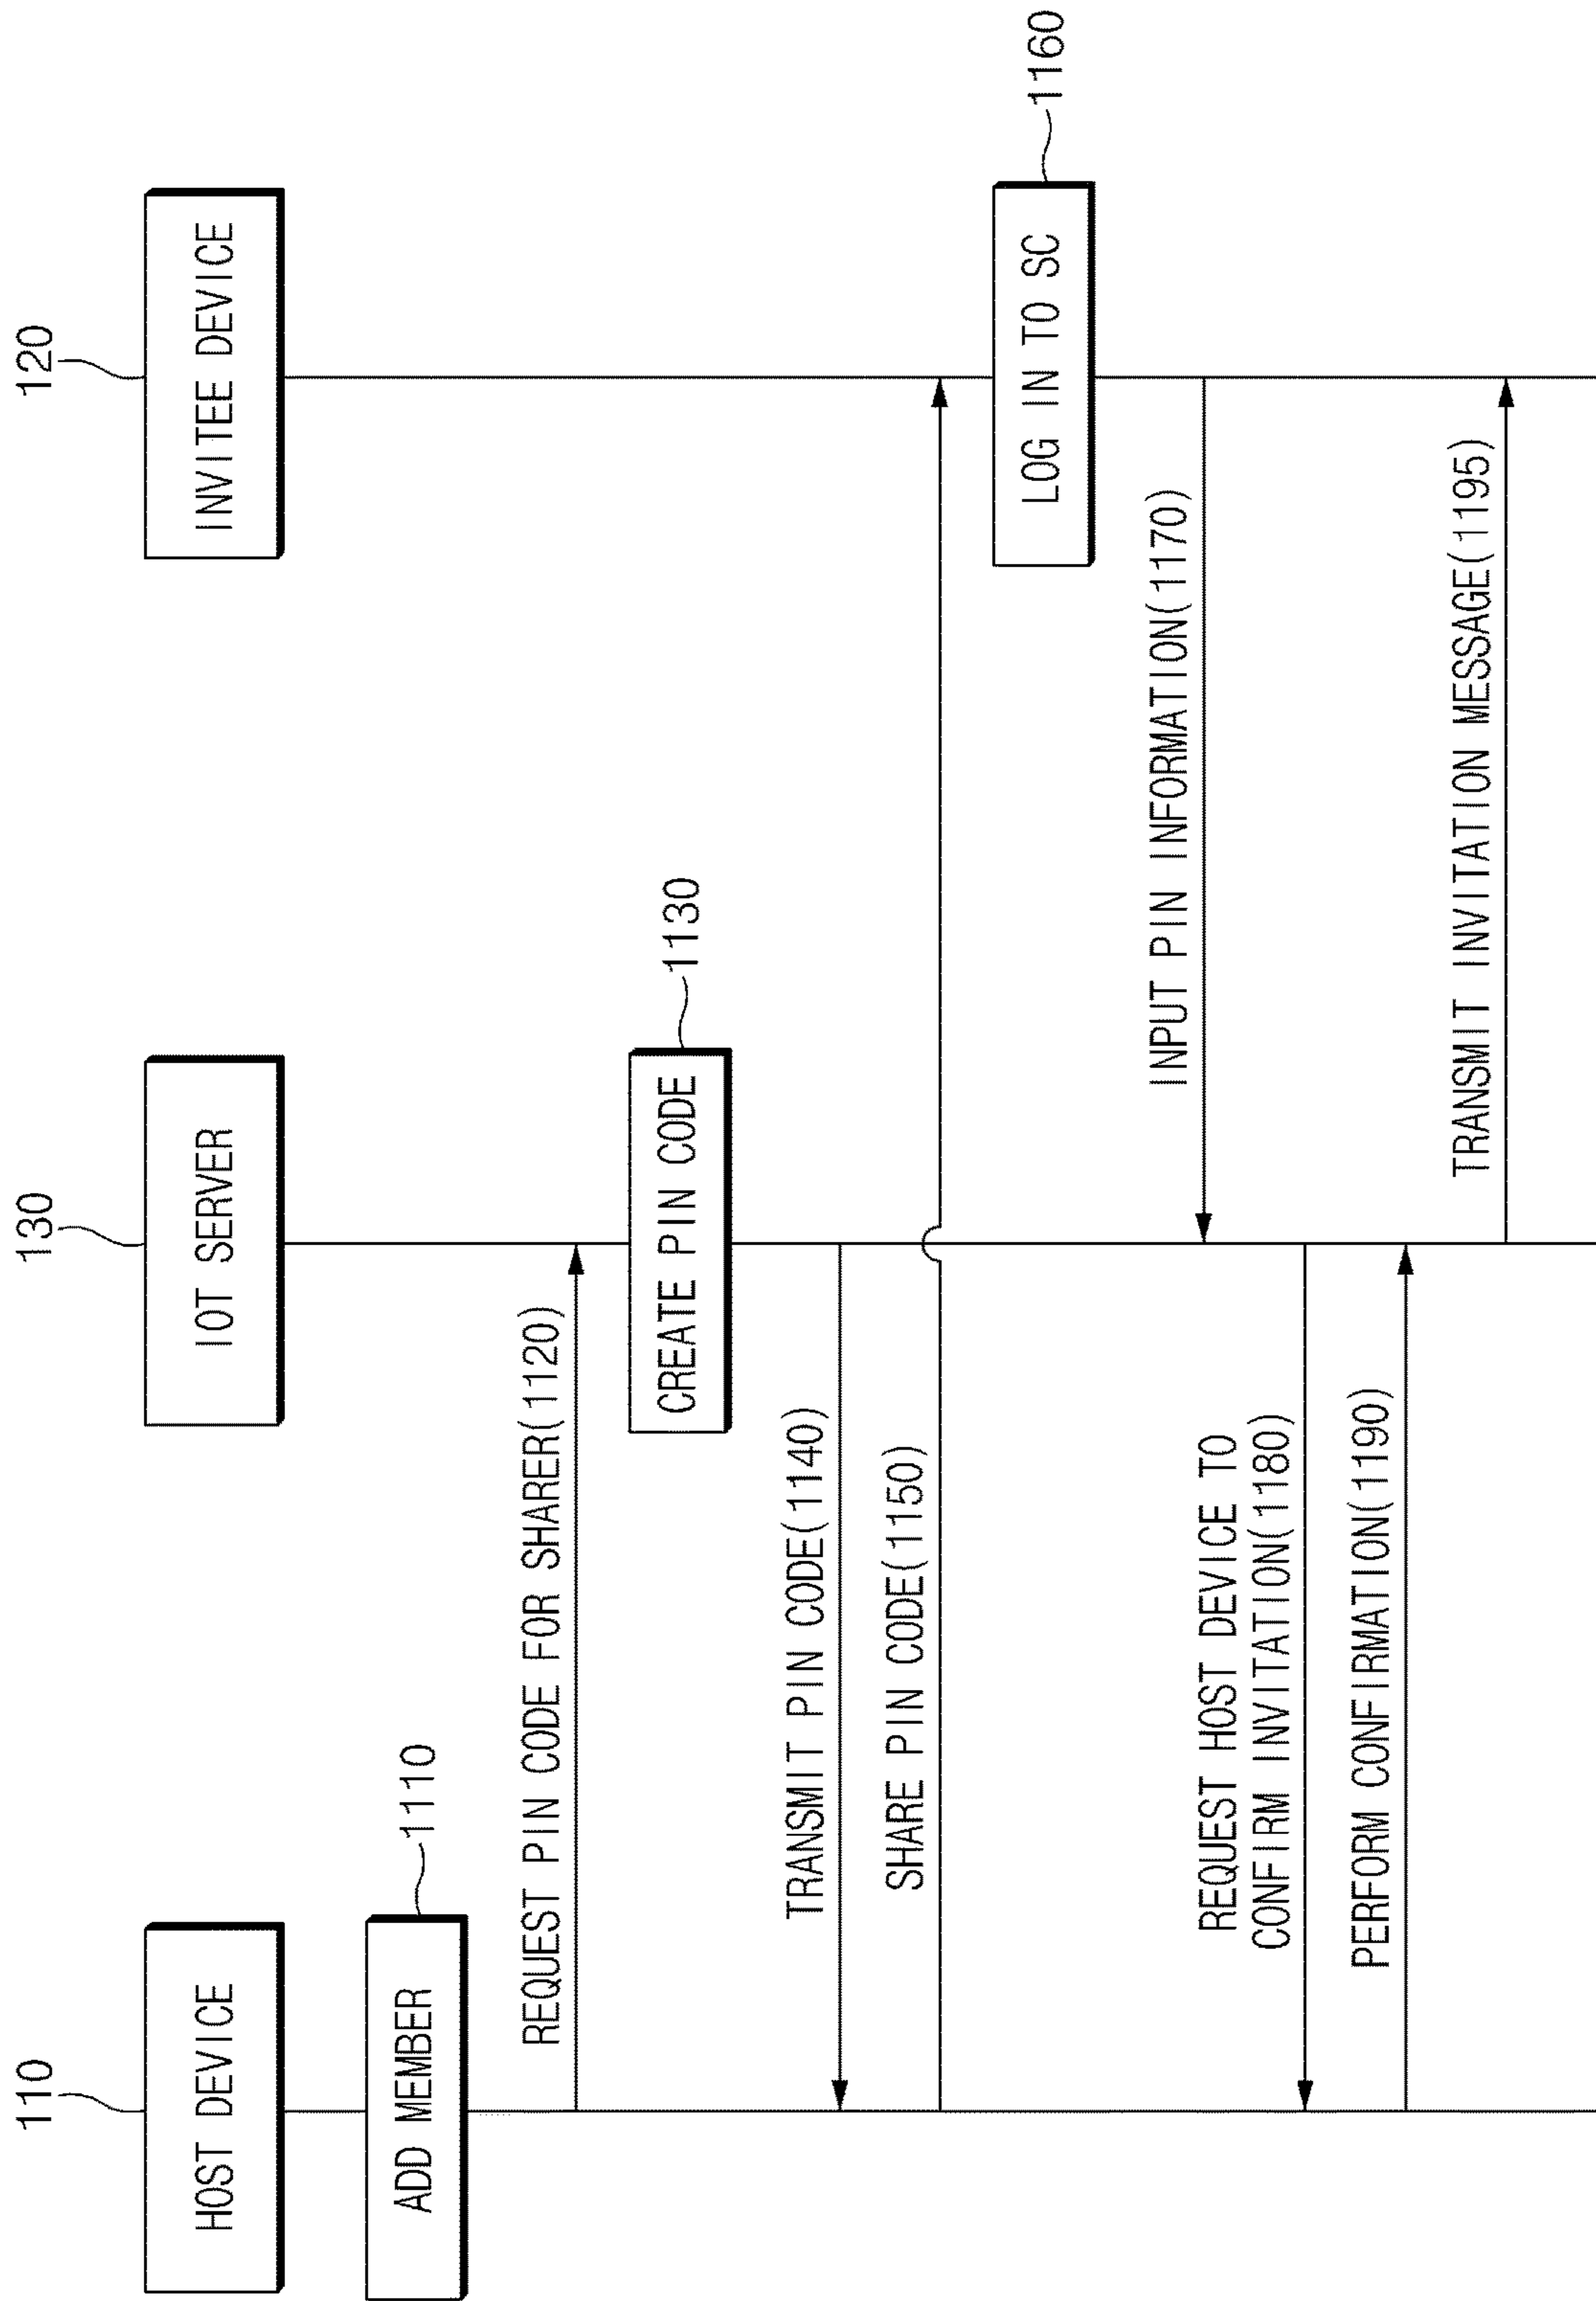 110
130
120
HOST DEVICE
IOT SERVER
INVITEE DEVICE
ADD MEMBER
1110
REQUEST PIN CODE FOR SHARER(1120)
CREATE PIN CODE
1130
TRANSMIT PIN CODE(1140)
SHARE PIN CODE(1150)
LOG IN TO SC
1160
INPUT PIN INFORMATION(1170)
REQUEST HOST DEVICE TO
CONFIRM INVITATION(1180)
PERFORM CONFIRMATION(1190)
TRANSMIT INVITATION MESSAGE(1195)